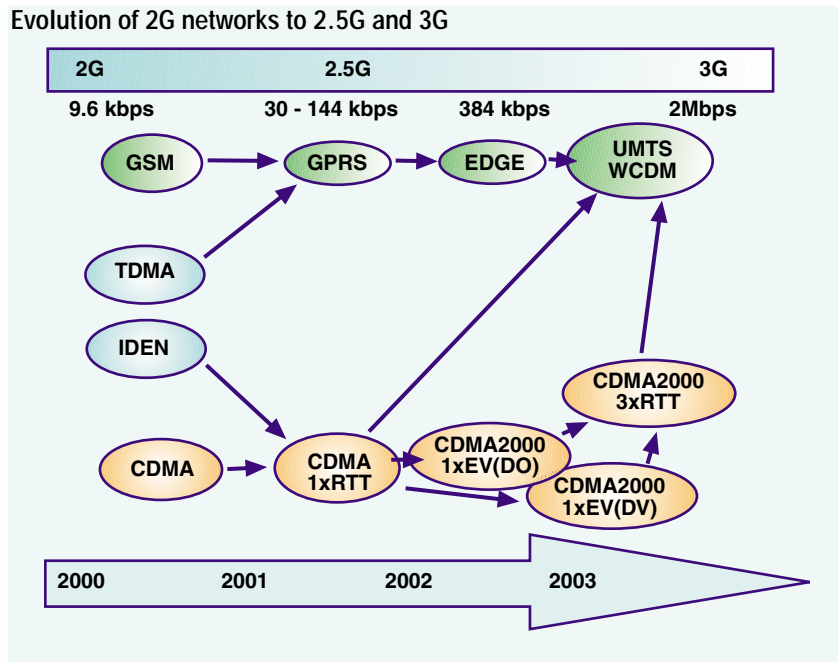 Evolution of 2G networks to 2.5G and 3G
2G 2.5G 3G
9.6 kbps 30 - 144 kbps 384 kbps 2Mbps
GSM
GPRS
EDGE
UMTS
WCDM
TDMA
IDEN
CDMA2000
3xRTT
CDMA
CDMA
1xRTT
CDMA2000
1xEV(DO)
CDMA2000
1xEV(DV)
2000 2001 2002 2003